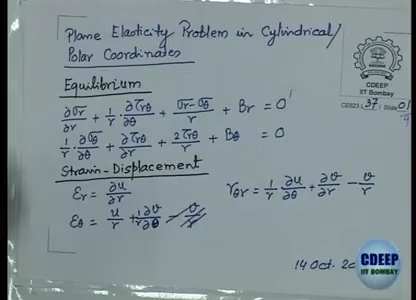 Plane Elasticity Problem in Cylindrical/
Polar Coordinates
Equilibrium
∂σr/∂r + 1/r · ∂τrθ/∂θ + σr-σθ/r + Br = 0
1/r · ∂σθ/∂θ + ∂τrθ/∂r + 2τrθ/r + Bθ = 0
Strain-Displacement
εr = ∂u/∂r
γθr = 1/r ∂u/∂θ + ∂v/∂r - v/r
εθ = u/r + 1/r ∂v/∂θ
CDEEP
IIT Bombay
CE623 L 37 / Slide 01
14 Oct.
CDEEP
IIT BOMBAY